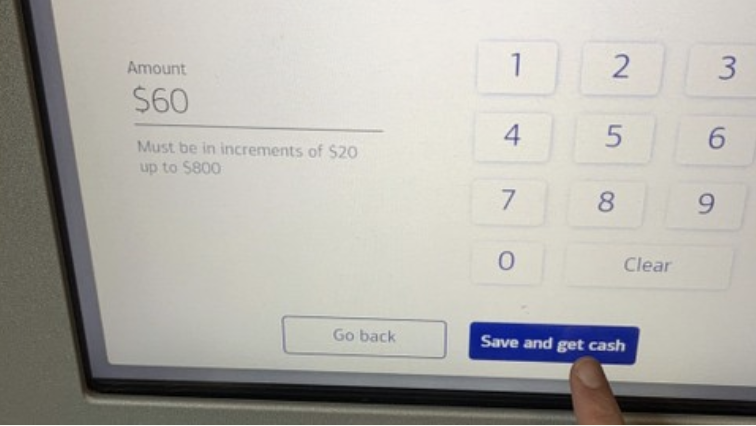 Amount
$60
Must be in increments of $20
up to $800
1 2 3
4 5 6
7 8 9
0 Clear
Go back
Save and get cash